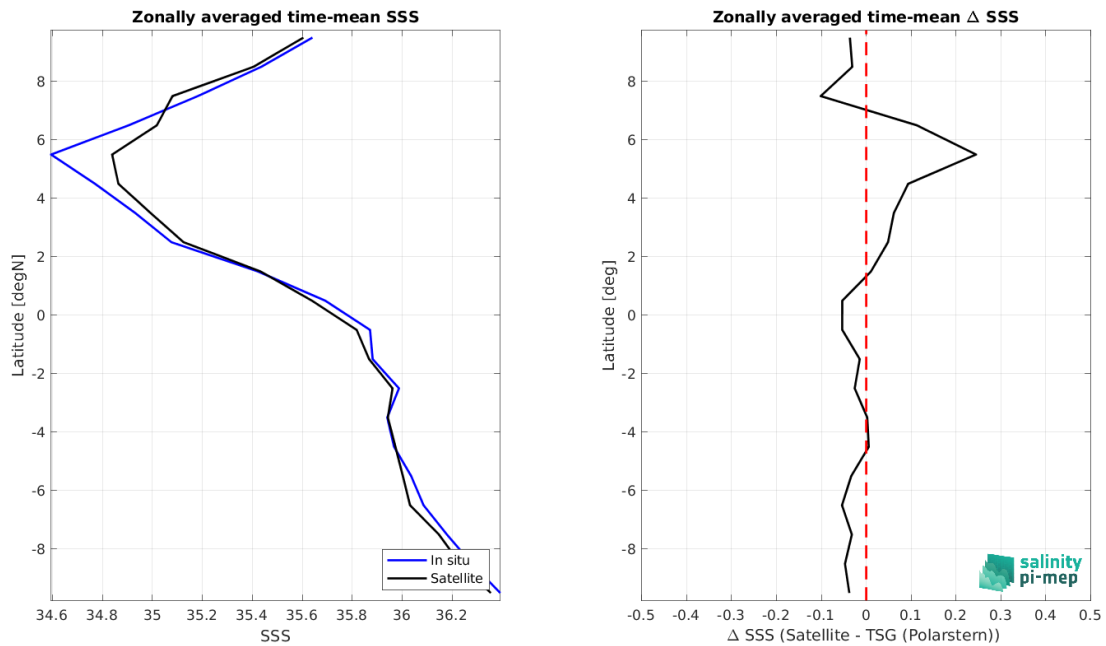 Zonally averaged time-mean SSS
Latitude [degN]
8
6
4
2
0
-2
-4
-6
-8
34.6 34.8 35 35.2 35.4 35.6 35.8 36 36.2
SSS
In situ
Satellite
Zonally averaged time-mean Δ SSS
Latitude [deg]
8
6
4
2
0
-2
-4
-6
-8
-0.5 -0.4 -0.3 -0.2 -0.1 0 0.1 0.2 0.3 0.4 0.5
Δ SSS (Satellite - TSG (Polarstern))
salinity
pi-mep